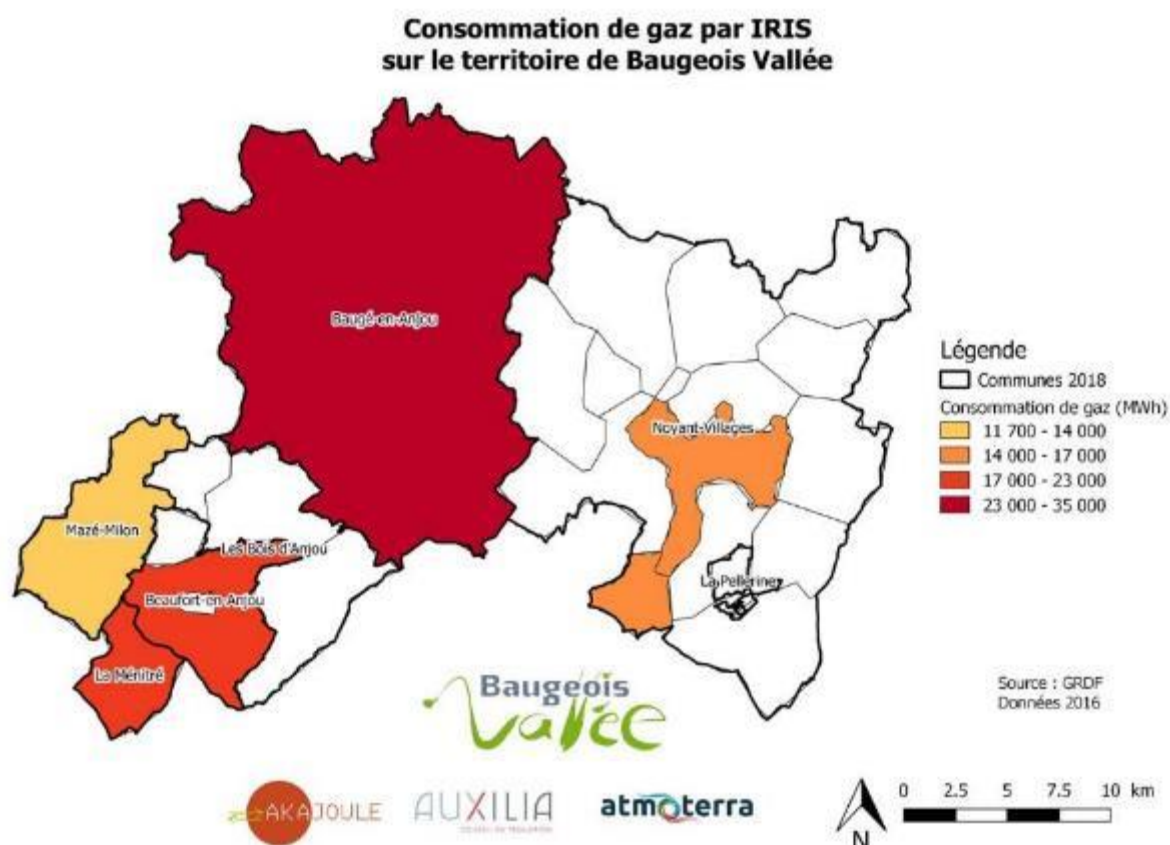 Consommation de gaz par IRIS
sur le territoire de Baugeois Vallée
Baugé-en-Anjou
Légende
Communes 2018
Consommation de gaz (MWh)
11 700 - 14 000
14 000 - 17 000
17 000 - 23 000
23 000 - 35 000
Noyant-Villages
Mazé-Milon
Les Bois d'Anjou
Beaufort-en-Anjou
La Pellerine
La Ménitré
Baugeois
Vallée
Source : GRDF
Données 2016
AKAJOULE
AUXILIA
atmoterra
N
0 2.5 5 7.5 10 km